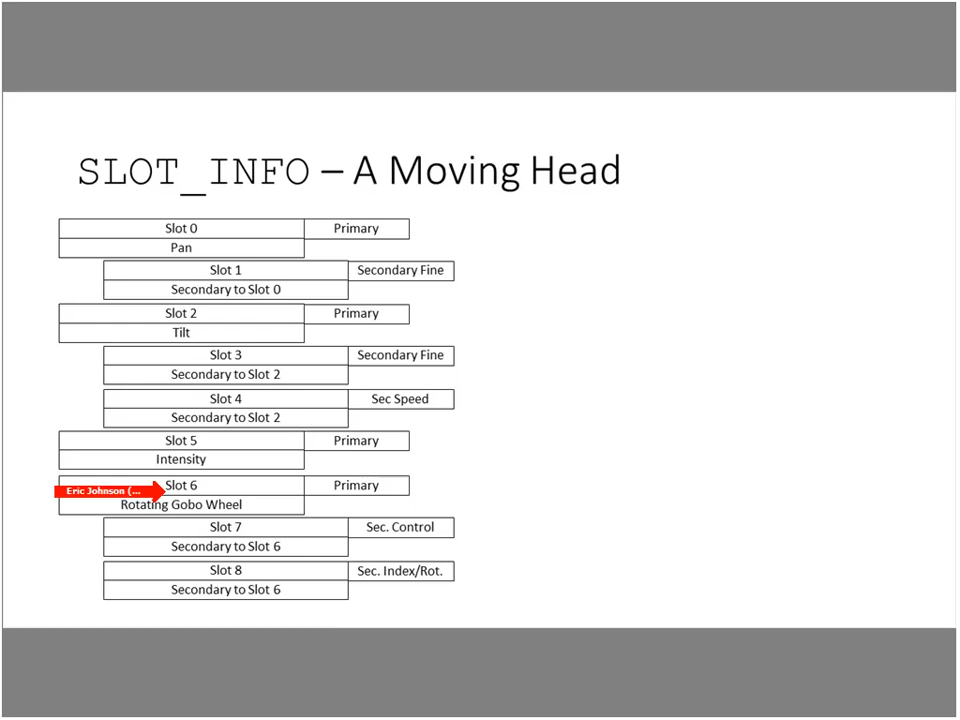 SLOT_INFO – A Moving Head
Slot 0 Primary
Pan
Slot 1 Secondary Fine
Secondary to Slot 0
Slot 2 Primary
Tilt
Slot 3 Secondary Fine
Secondary to Slot 2
Slot 4 Sec Speed
Secondary to Slot 2
Slot 5 Primary
Intensity
Slot 6 Primary
Eric Johnson (...
Rotating Gobo Wheel
Slot 7 Sec. Control
Secondary to Slot 6
Slot 8 Sec. Index/Rot.
Secondary to Slot 6